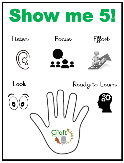 Show me 5!
Listen Focus Effort
Look Ready to Learn